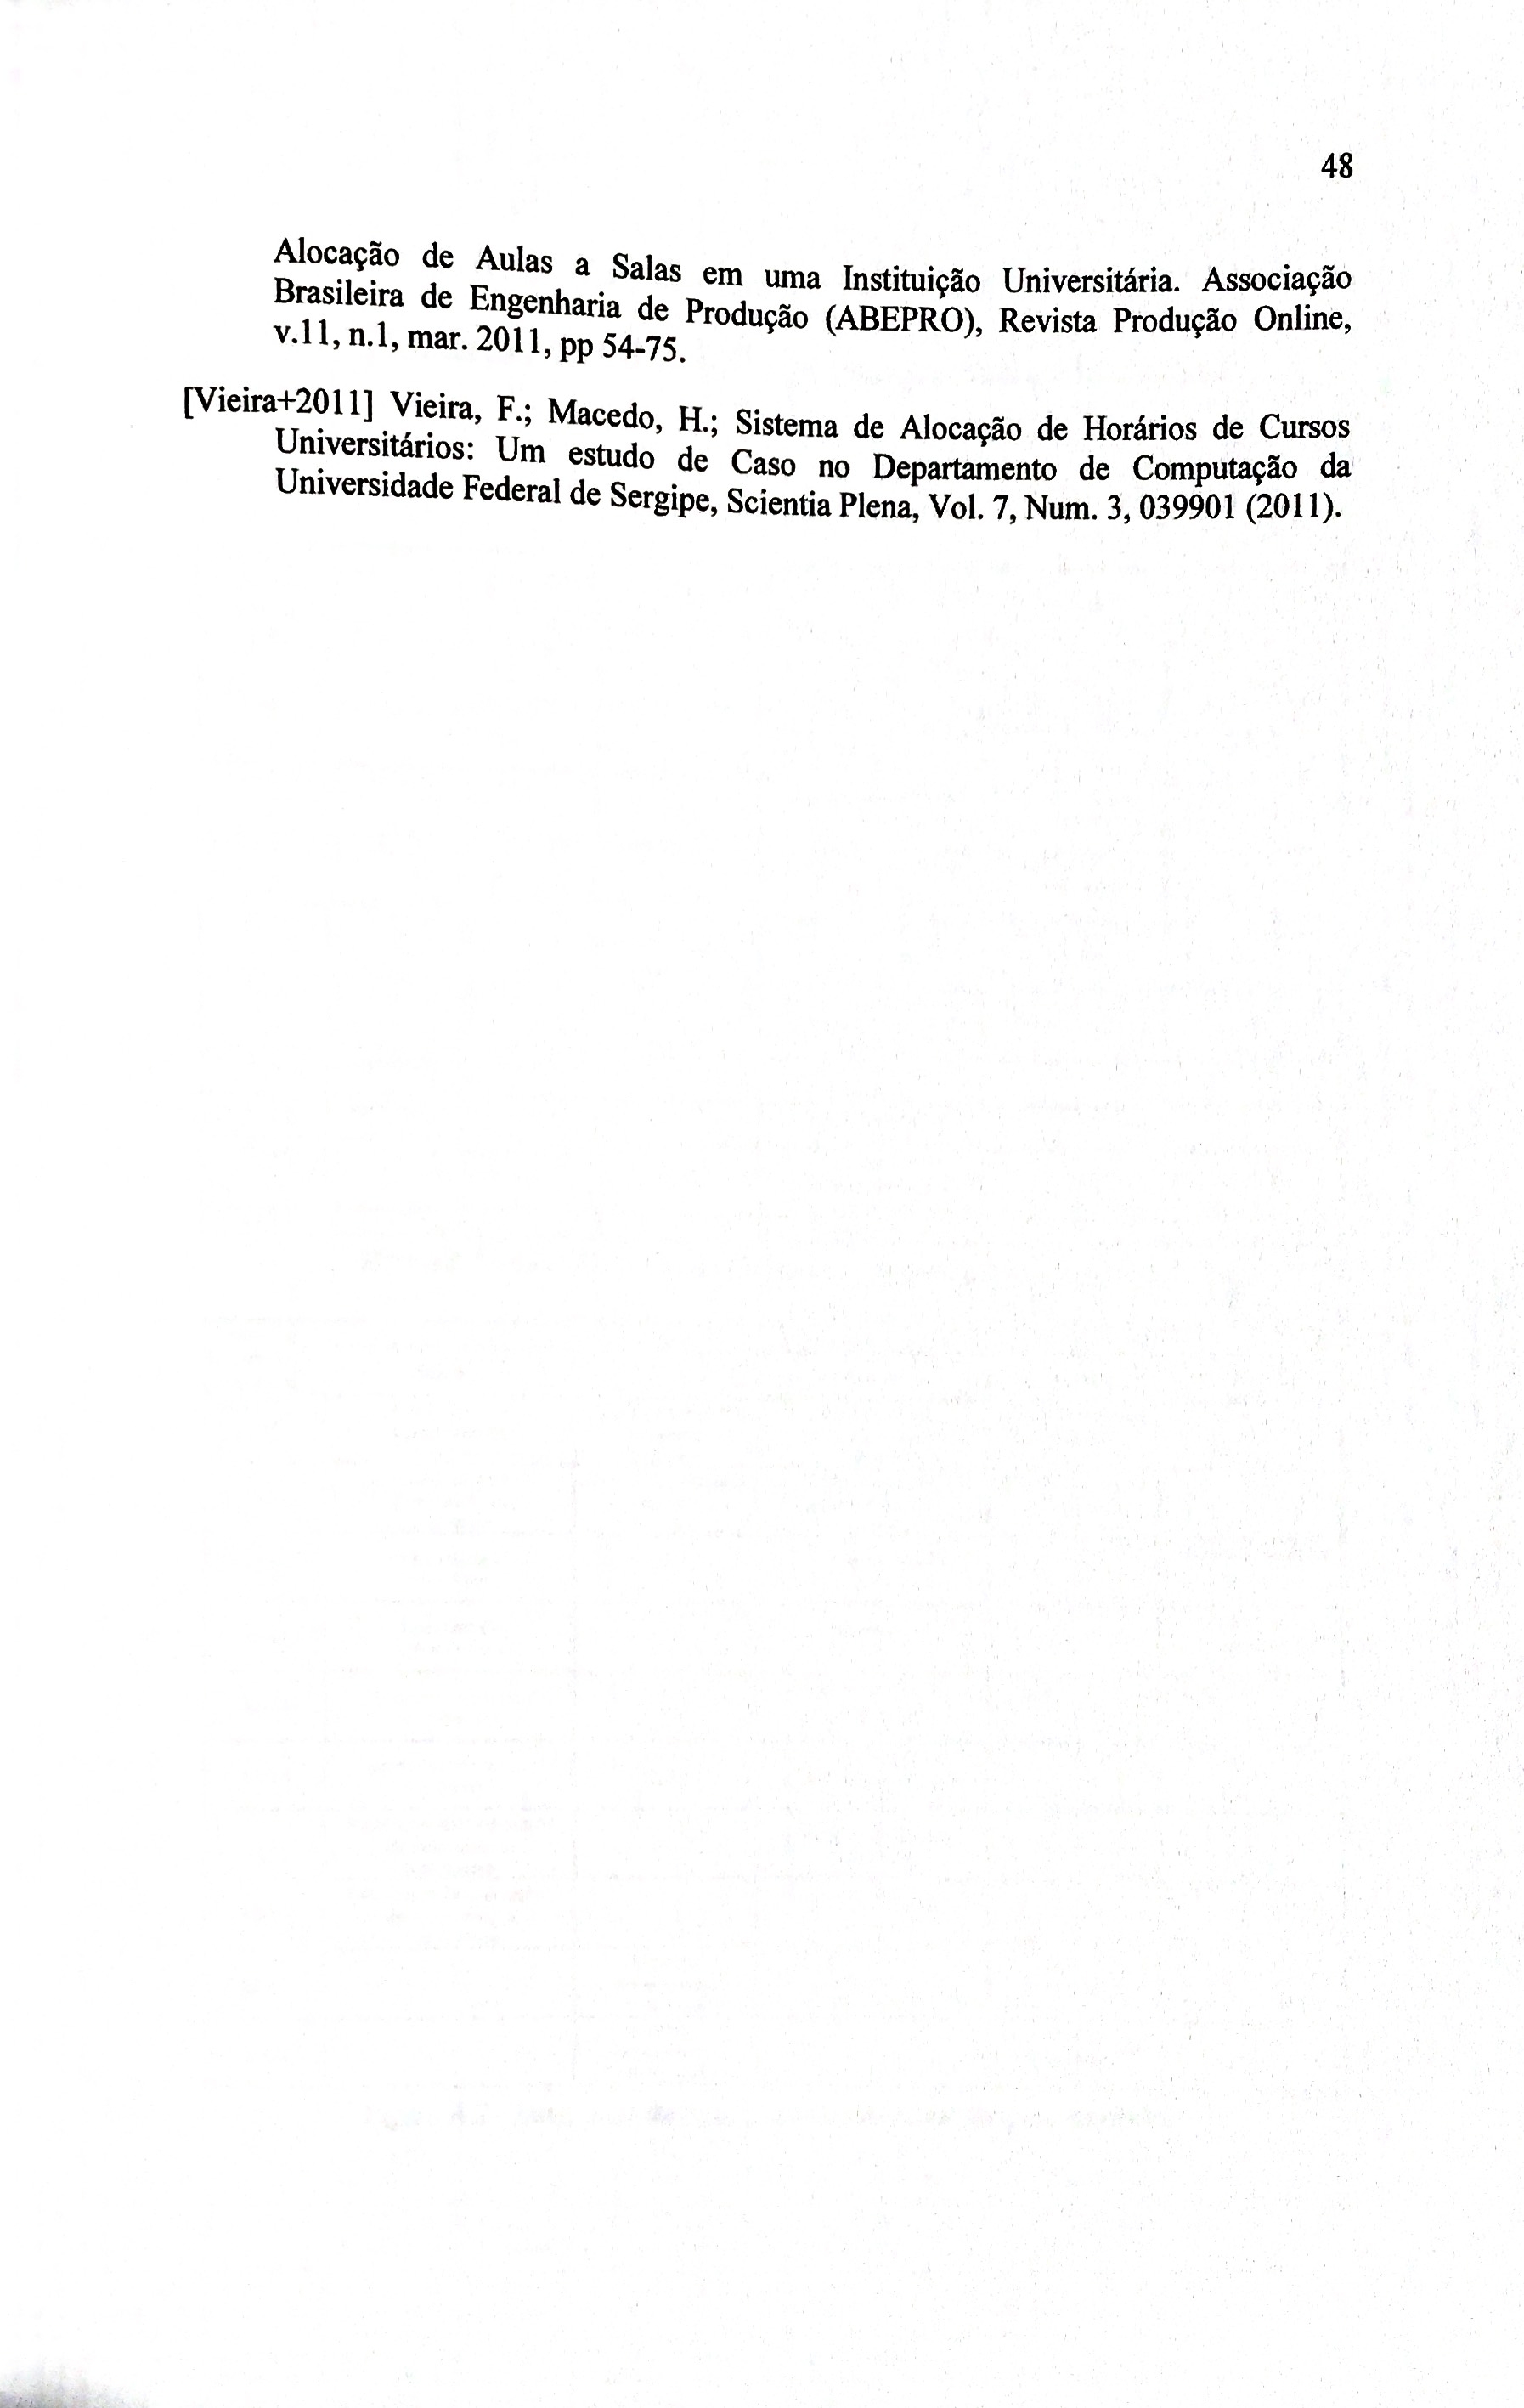 48
Alocação de Aulas a Salas em uma Instituição Universitária. Associação
Brasileira de Engenharia de Produção (ABEPRO), Revista Produção Online,
v.11, n.1, mar. 2011, pp 54-75.
[Vieira+2011] Vieira, F.; Macedo, H.; Sistema de Alocação de Horários de Cursos
Universitários: Um estudo de Caso no Departamento de Computação da
Universidade Federal de Sergipe, Scientia Plena, Vol. 7, Num. 3, 039901 (2011).